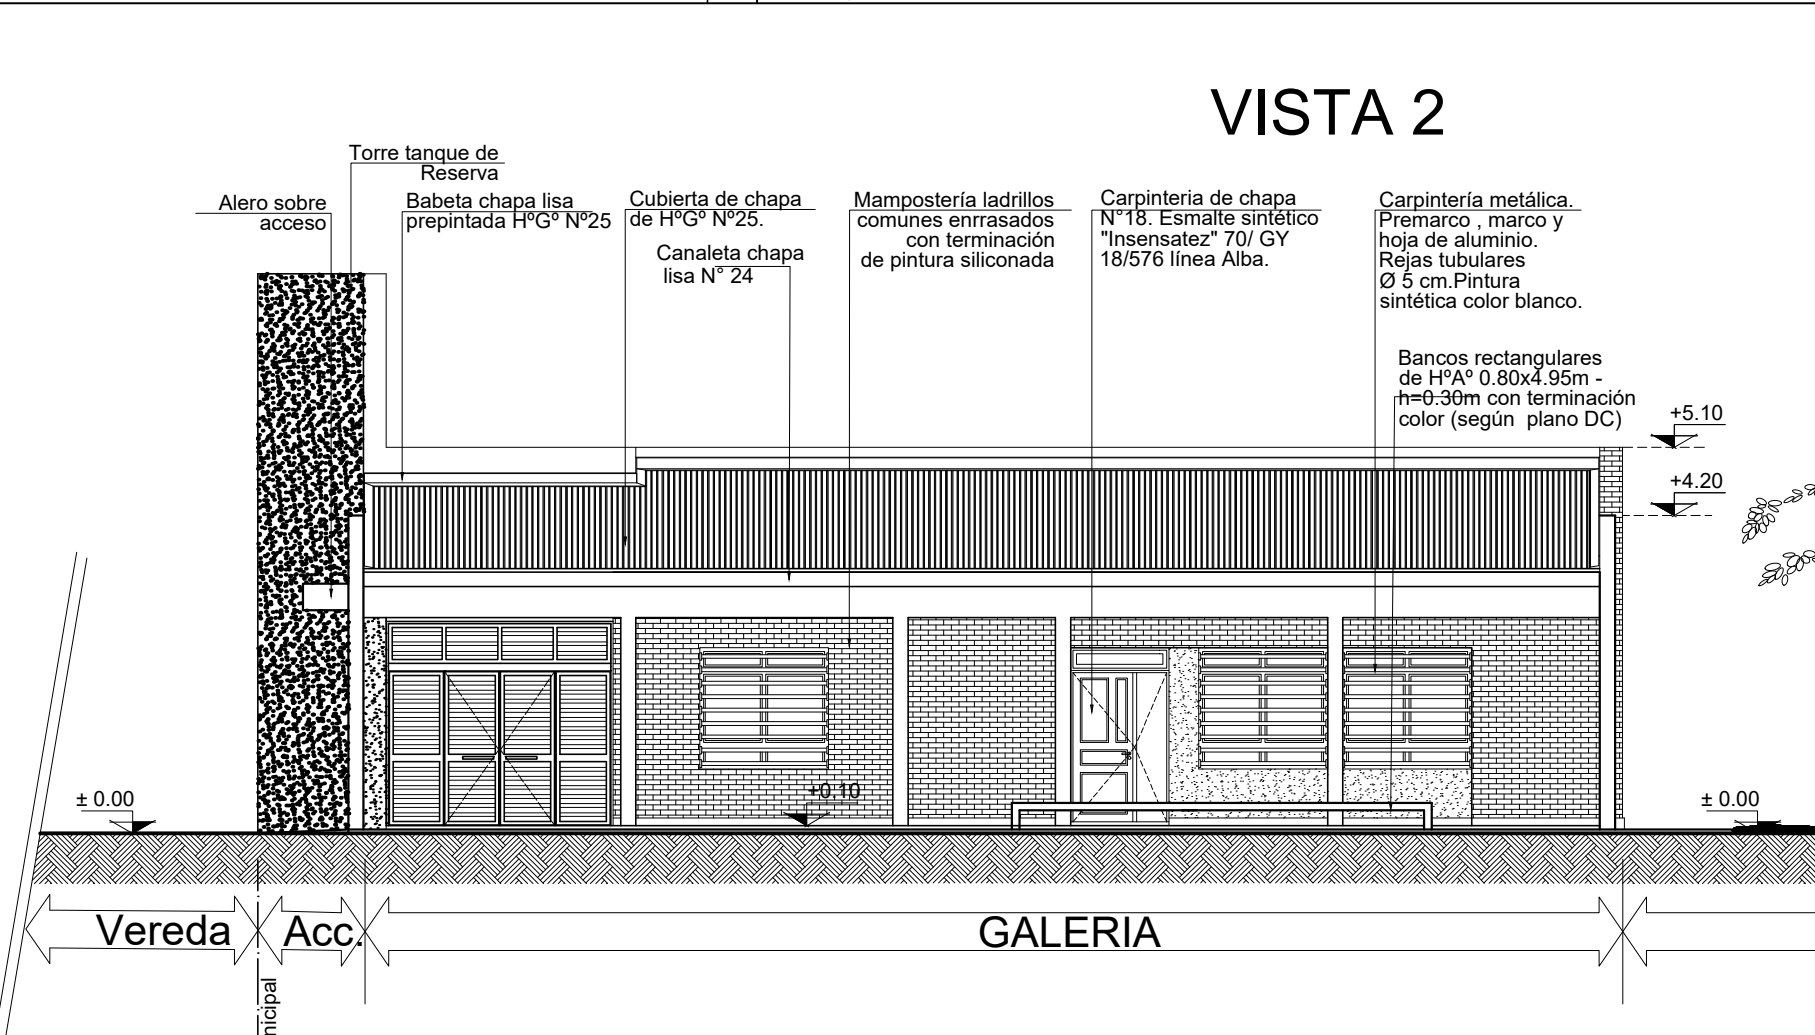 VISTA 2
Torre tanque de
Reserva
Alero sobre
acceso
Babeta chapa lisa
prepintada HºGº Nº25
Cubierta de chapa
de HºGº Nº25.
Canaleta chapa
lisa N° 24
Mampostería ladrillos
comunes enrrasados
con terminación
de pintura siliconada
Carpinteria de chapa
N°18. Esmalte sintético
"Insensatez" 70/ GY
18/576 línea Alba.
Carpintería metálica.
Premarco , marco y
hoja de aluminio.
Rejas tubulares
Ø 5 cm.Pintura
sintética color blanco.
Bancos rectangulares
de HºAº 0.80x4.95m -
h=0.30m con terminación
color (según plano DC)
+5.10
+4.20
± 0.00
+0.10
± 0.00
Vereda
Acc.
GALERIA
nicipal